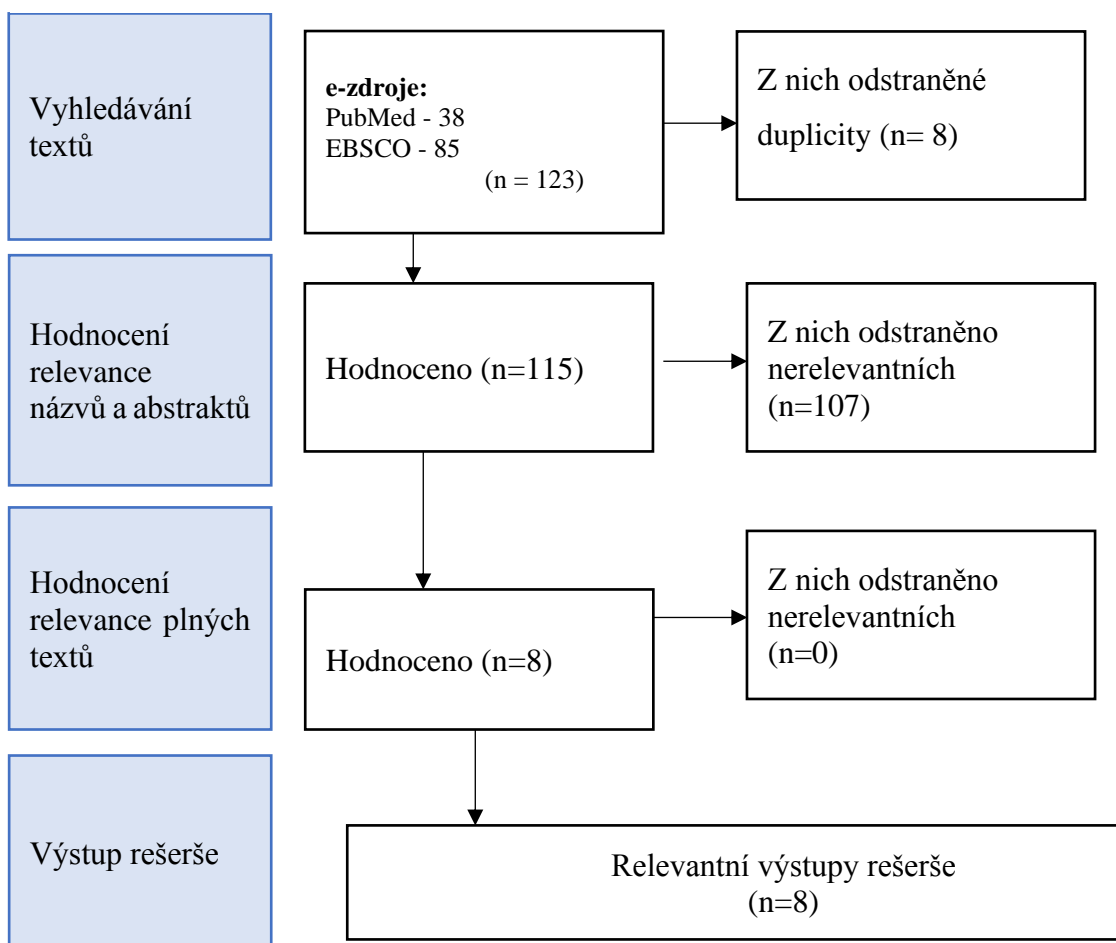 Vyhledávání
textů
e-zdroje:
PubMed - 38
EBSCO - 85
(n = 123)
Z nich odstraněné
duplicity (n= 8)
Hodnocení
relevance
názvů a abstraktů
Hodnoceno (n=115)
Z nich odstraněno
nerelevantních
(n=107)
Hodnocení
relevance plných
textů
Hodnoceno (n=8)
Z nich odstraněno
nerelevantních
(n=0)
Výstup rešerše
Relevantní výstupy rešerše
(n=8)